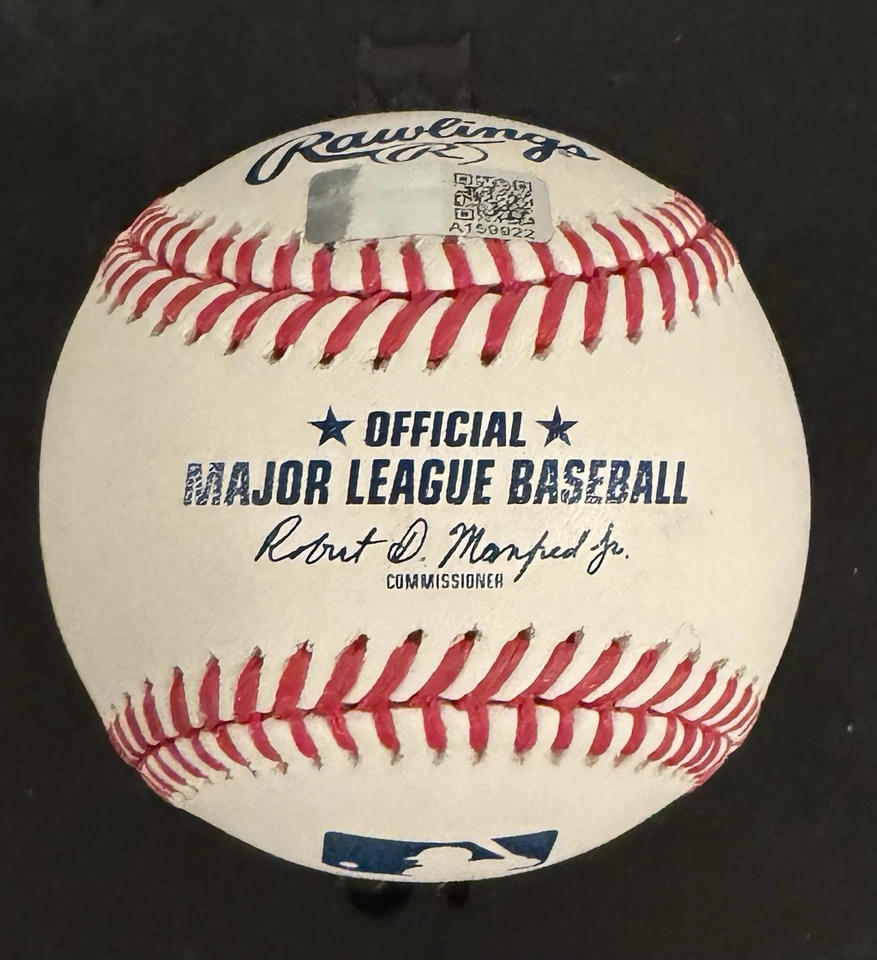 Rawlings
R
A159922
★ OFFICIAL ★
MAJOR LEAGUE BASEBALL
Robert D. Manfred Jr.
COMMISSIONER